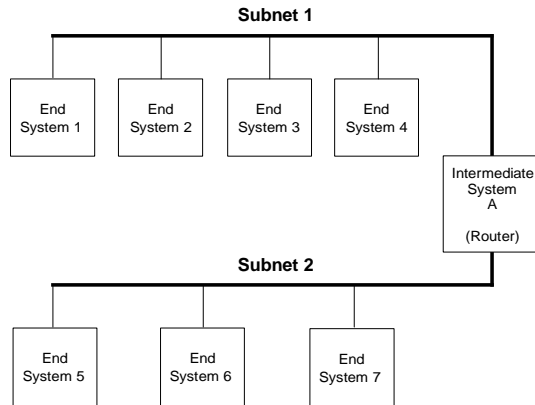 Subnet 1
End
System 1
End
System 2
End
System 3
End
System 4
Intermediate
System
A
(Router)
Subnet 2
End
System 5
End
System 6
End
System 7